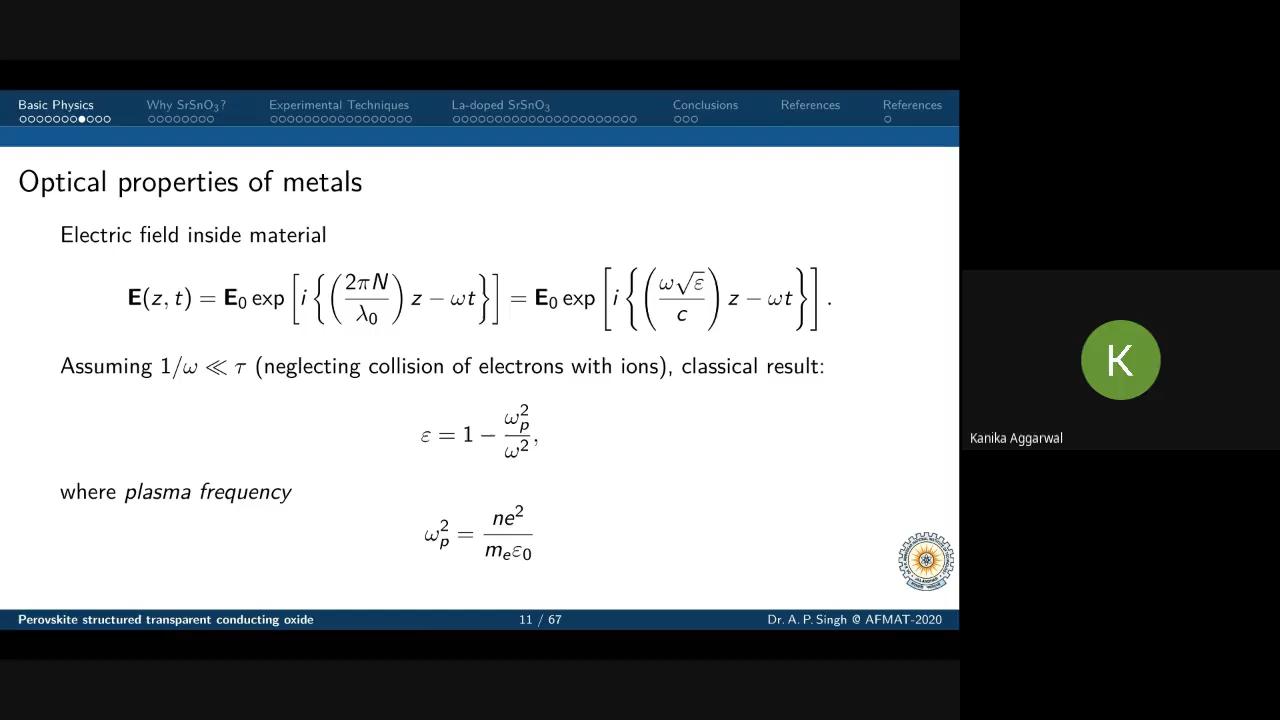 Basic Physics Why SrSnO₃? Experimental Techniques La-doped SrSnO₃ Conclusions References References
Optical properties of metals
Electric field inside material
E(z, t) = E₀ exp [i {(2πN/λ₀) z − ωt}] = E₀ exp [i {(ω√ε/c) z − ωt}].
Assuming 1/ω ≪ τ (neglecting collision of electrons with ions), classical result:
ε = 1 − ωₚ²/ω²,
where plasma frequency
ωₚ² = ne²/mₑε₀
Perovskite structured transparent conducting oxide 11 / 67 Dr. A. P. Singh @ AFMAT-2020
K
Kanika Aggarwal